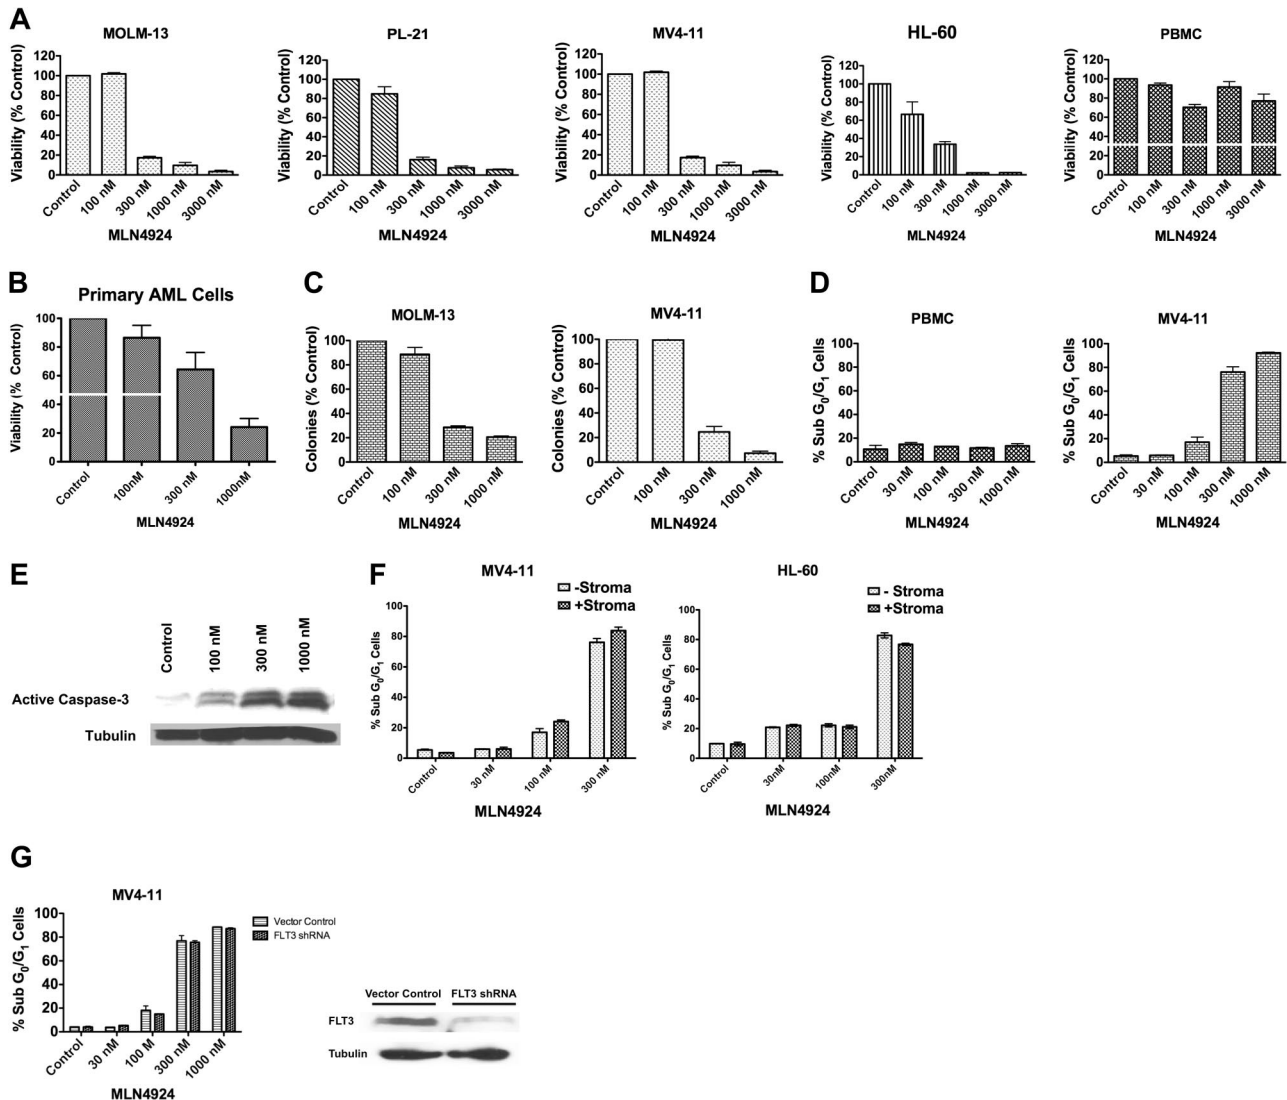 A
MOLM-13
Viability (% Control)
120
100
80
60
40
20
0
Control
100 nM
300 nM
1000 nM
3000 nM
MLN4924
PL-21
Viability (% Control)
120
100
80
60
40
20
0
Control
100 nM
300 nM
1000 nM
3000 nM
MLN4924
MV4-11
Viability (% Control)
120
100
80
60
40
20
0
Control
100 nM
300 nM
1000 nM
3000 nM
MLN4924
HL-60
Viability (% Control)
120
100
80
60
40
20
0
Control
100 nM
300 nM
1000 nM
3000 nM
MLN4924
PBMC
Viability (% Control)
120
100
80
60
40
20
0
Control
100 nM
300 nM
1000 nM
3000 nM
MLN4924
B
Primary AML Cells
Viability (% Control)
100
80
60
40
20
0
Control
100nM
300 nM
1000nM
MLN4924
C
MOLM-13
Colonies (% Control)
100
80
60
40
20
0
Control
100 nM
300 nM
1000 nM
MLN4924
MV4-11
Colonies (% Control)
100
80
60
40
20
0
Control
100 nM
300 nM
1000 nM
MLN4924
D
PBMC
% Sub G0/G1 Cells
100
80
60
40
20
0
Control
30 nM
100 nM
300 nM
1000 nM
MLN4924
MV4-11
% Sub G0/G1 Cells
100
80
60
40
20
0
Control
30 nM
100 nM
300 nM
1000 nM
MLN4924
E
Control
100 nM
300 nM
1000 nM
Active Caspase-3
Tubulin
F
MV4-11
-Stroma
+Stroma
% Sub G0/G1 Cells
100
80
60
40
20
0
Control
30 nM
100 nM
300 nM
MLN4924
HL-60
- Stroma
+Stroma
% Sub G0/G1 Cells
100
80
60
40
20
0
Control
30nM
100nM
300nM
MLN4924
G
MV4-11
Vector Control
FLT3 shRNA
% Sub G0/G1 Cells
100
80
60
40
20
0
Control
30 nM
100 M
300 nM
1000 nM
MLN4924
Vector Control
FLT3 shRNA
FLT3
Tubulin